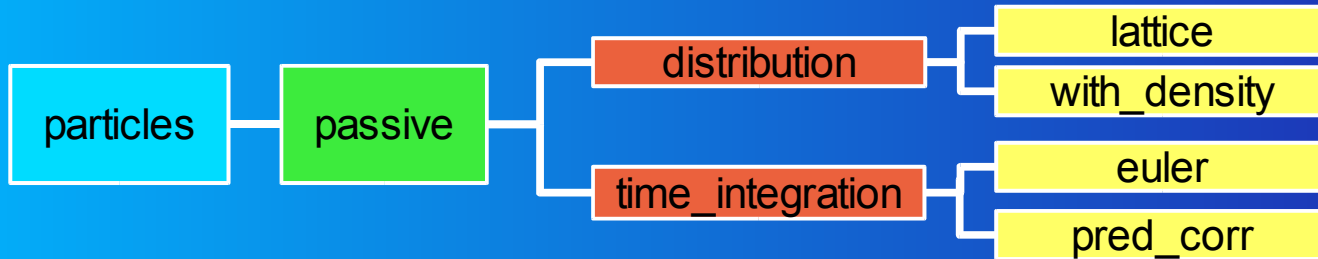 particles
passive
distribution
lattice
with_density
time_integration
euler
pred_corr